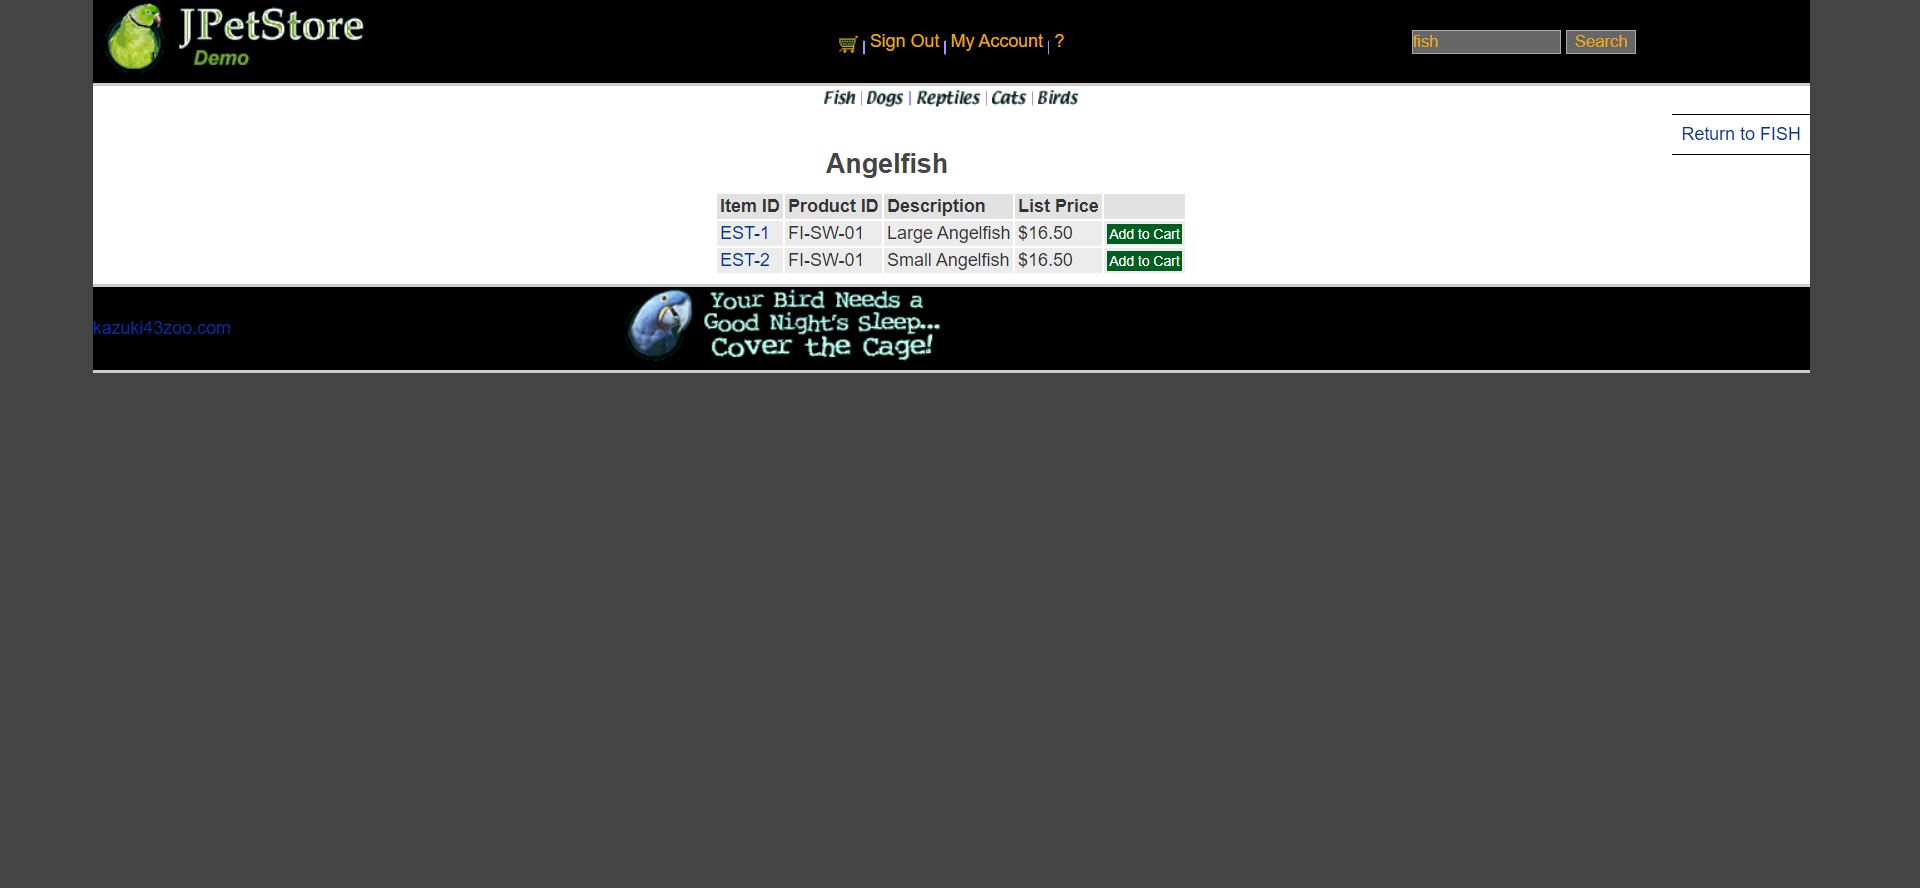 JPetStore
Demo
Sign Out | My Account | ?
fish Search
Fish | Dogs | Reptiles | Cats | Birds
Return to FISH
Angelfish
Item ID Product ID Description List Price
EST-1 FI-SW-01 Large Angelfish $16.50 Add to Cart
EST-2 FI-SW-01 Small Angelfish $16.50 Add to Cart
kazuki43zoo.com
Your Bird Needs a
Good Night's Sleep...
Cover the Cage!